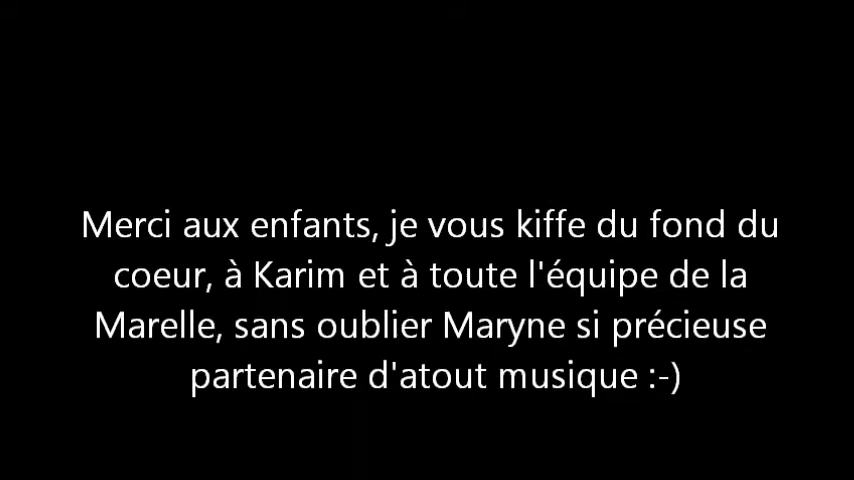 Merci aux enfants, je vous kiffe du fond du
coeur, à Karim et à toute l'équipe de la
Marelle, sans oublier Maryne si précieuse
partenaire d'atout musique :-)